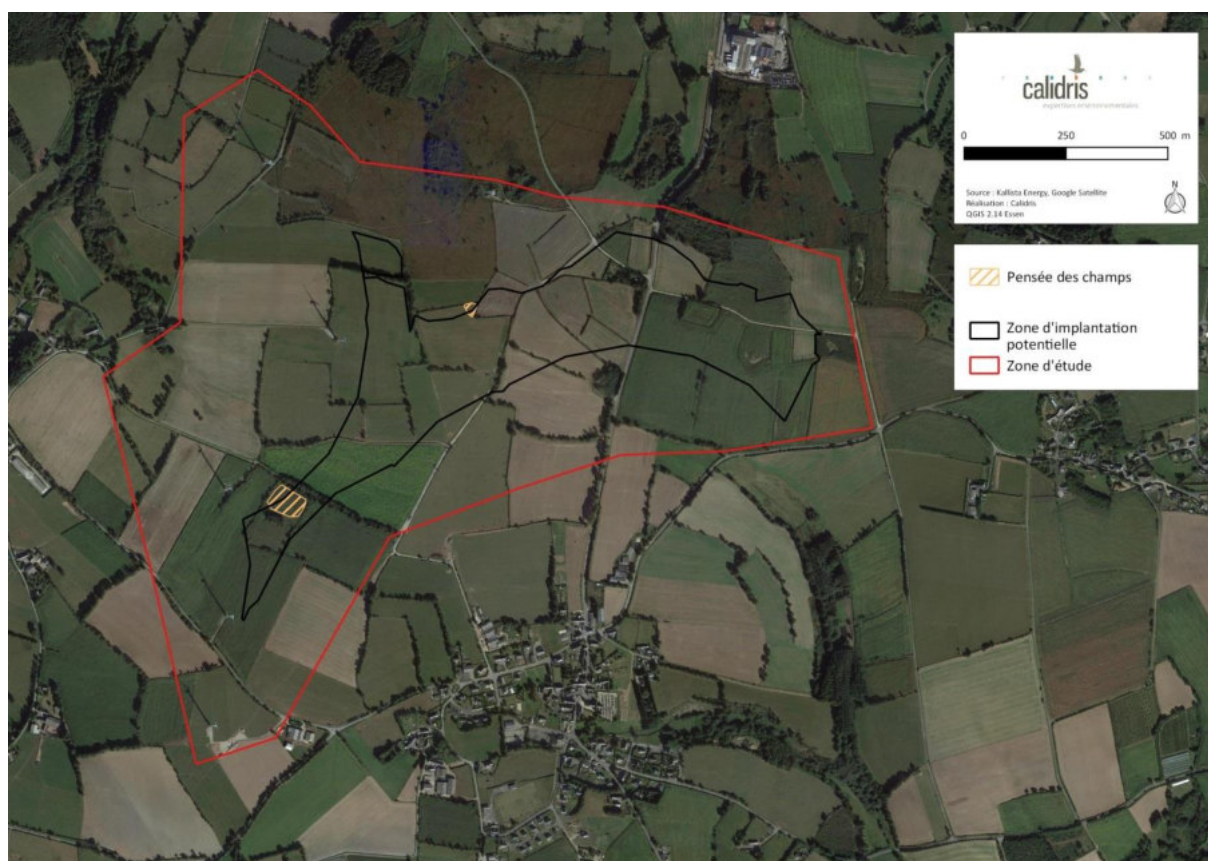 calidris
expertises environnementales
0 250 500 m
Source : Kallista Energy, Google Satellite
Réalisation : Calidris
QGIS 2.14 Essen
N
Pensée des champs
Zone d'implantation
potentielle
Zone d'étude